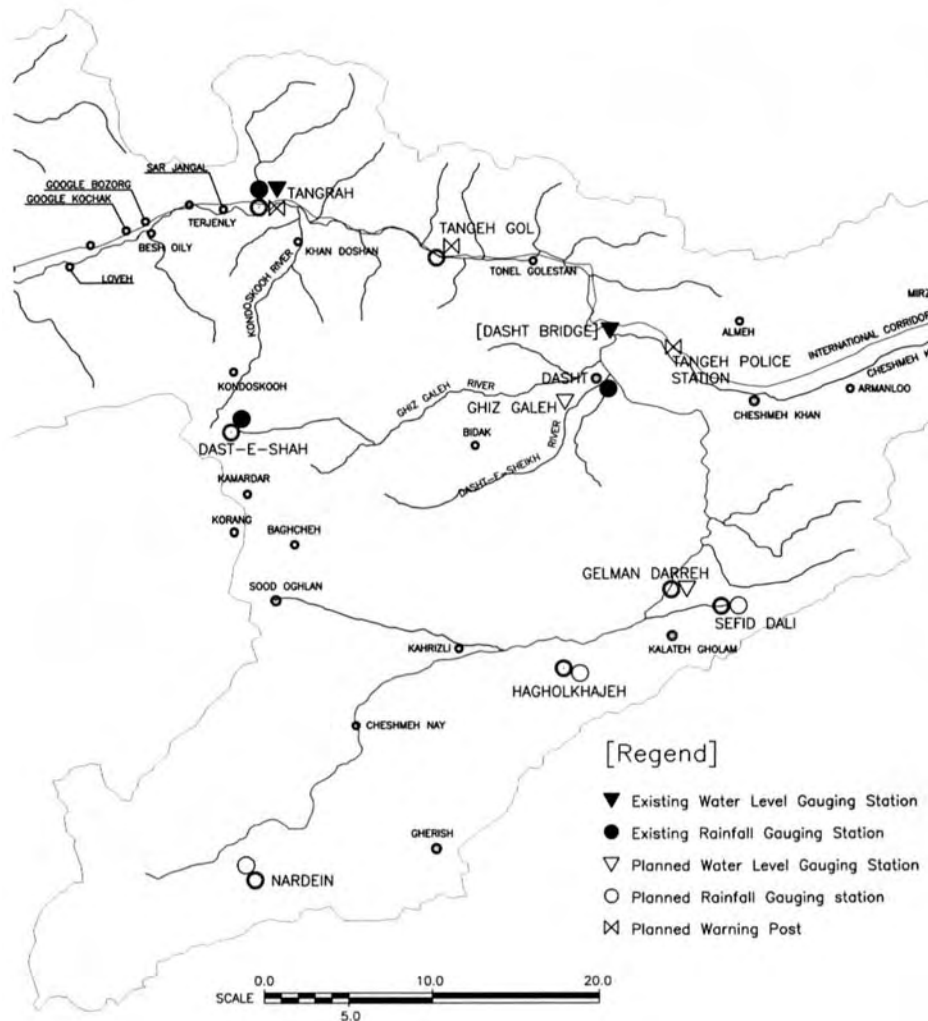 SAR JANGAL
GOOGLE BOZORG
GOOGLE KOCHAK
TANGRAH
TERJENLY
BESH OILY
LOVEH
KHAN DOSHAN
TANGEH GOL
TONEL GOLESTAN
KONDOSKOOH RIVER
[DASHT BRIDGE]
ALMEH
MIRZ
INTERNATIONAL CORRIDOR
TANGEH POLICE
STATION
CHESHMEH K
ARMANLOO
CHESHMEH KHAN
KONDOSKOOH
DASHT
GHIZ GALEH RIVER
GHIZ GALEH
DAST-E-SHAH
BIDAK
DASHT-E-SHEIKH RIVER
KAMARDAR
KORANG
BAGHCHEH
SOOD OGHLAN
GELMAN DARREH
SEFID DALI
KALATEH GHOLAM
KAHRIZLI
HAGHOLKHAJEH
CHESHMEH NAY
GHERISH
NARDEIN
[Regend]
Existing Water Level Gauging Station
Existing Rainfall Gauging Station
Planned Water Level Gauging Station
Planned Rainfall Gauging station
Planned Warning Post
0.0 10.0 20.0
SCALE
5.0